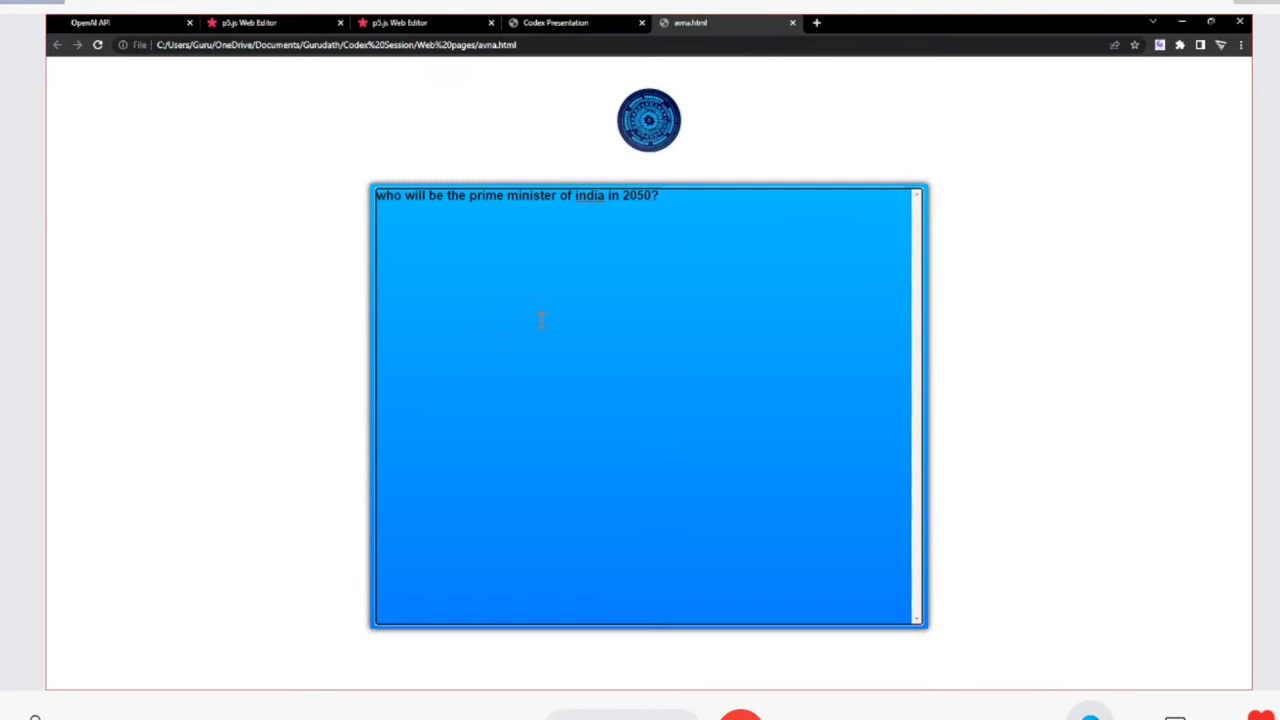 OpenAI API
p5.js Web Editor
p5.js Web Editor
Codex Presentation
avna.html
File
C:/Users/Guru/OneDrive/Documents/Gurudath/Codex%20Session/Web%20pages/avna.html
who will be the prime minister of india in 2050?